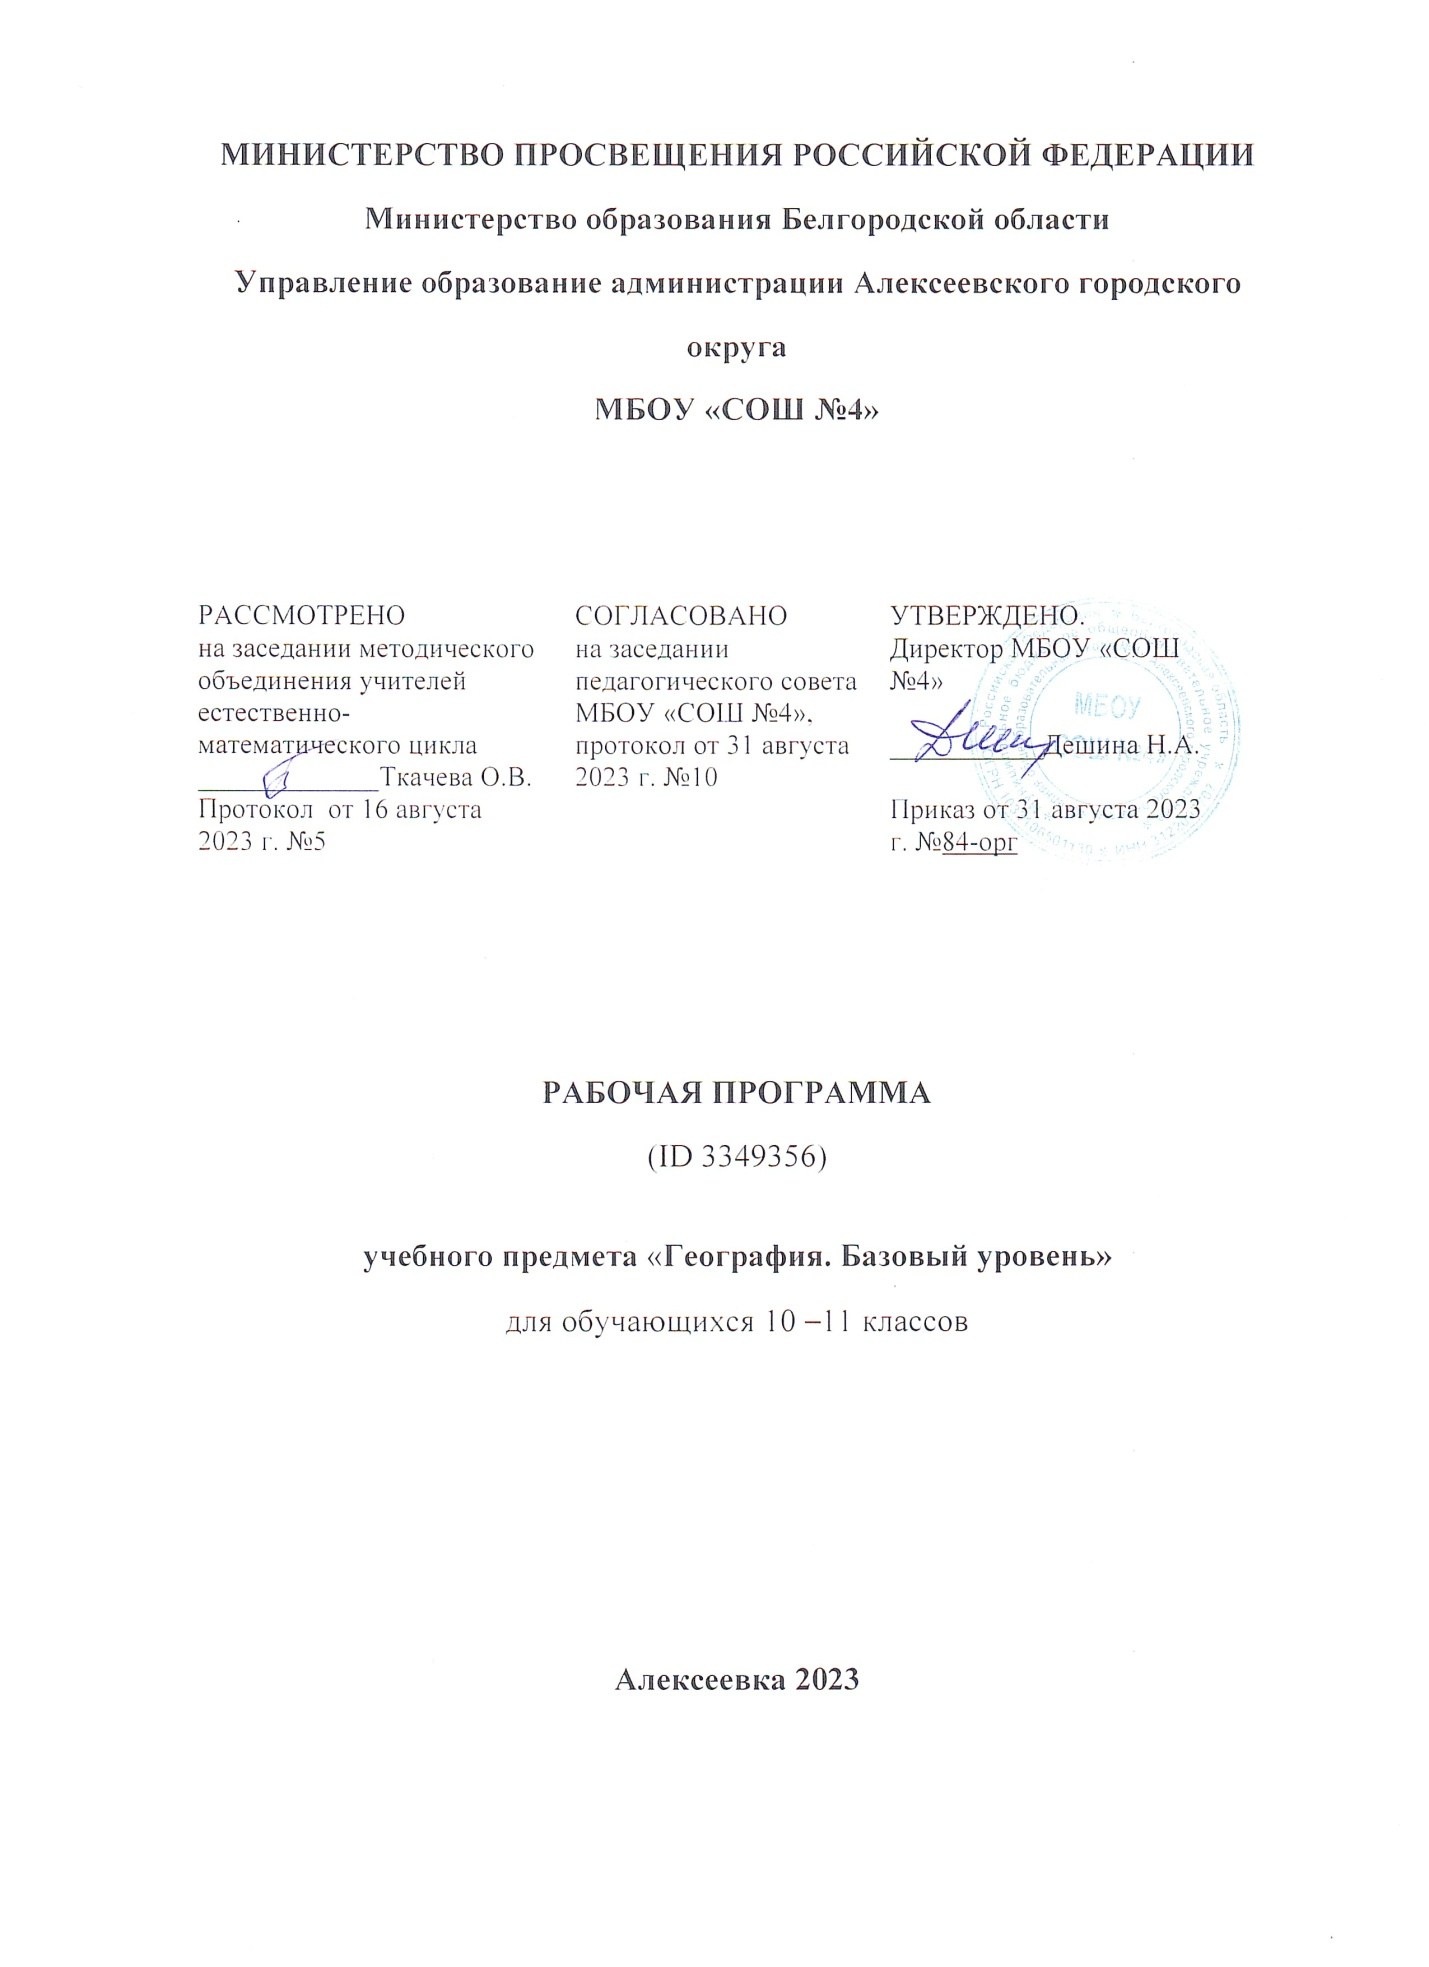 МИНИСТЕРСТВО ПРОСВЕЩЕНИЯ РОССИЙСКОЙ ФЕДЕРАЦИИ
Министерство образования Белгородской области
Управление образование администрации Алексеевского городского
округа
МБОУ «СОШ №4»
РАССМОТРЕНО
на заседании методического
объединения учителей
естественно-
математического цикла
Ткачева О.В.
Протокол от 16 августа
2023 г. №5
СОГЛАСОВАНО
на заседании
педагогического совета
МБОУ «СОШ №4».
протокол от 31 августа
2023 г. №10
УТВЕРЖДЕНО.
Директор МБОУ «СОШ
№4»
Дешина Н.А.
Приказ от 31 августа 2023
г. №84-орг
МБОУ
РАБОЧАЯ ПРОГРАММА
(ID 3349356)
учебного предмета «География. Базовый уровень»
для обучающихся 10 –11 классов
Алексеевка 2023